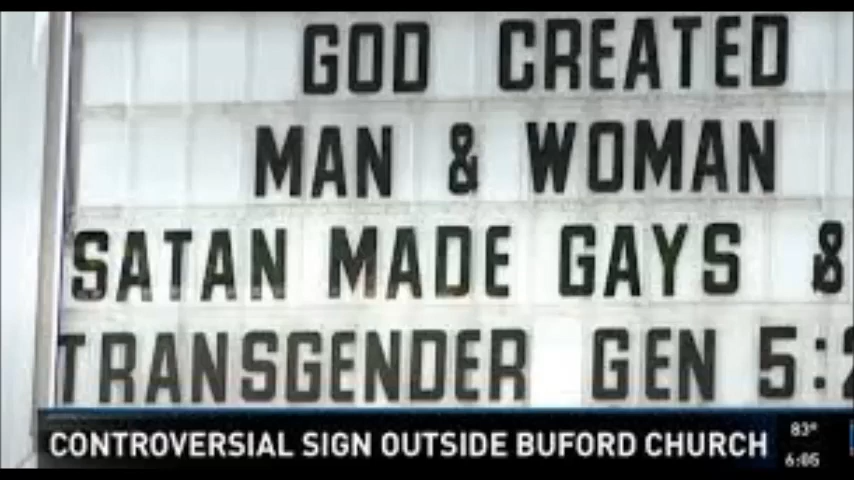 GOD CREATED
MAN & WOMAN
SATAN MADE GAYS &
TRANSGENDER GEN 5:2
CONTROVERSIAL SIGN OUTSIDE BUFORD CHURCH
83°
6:05